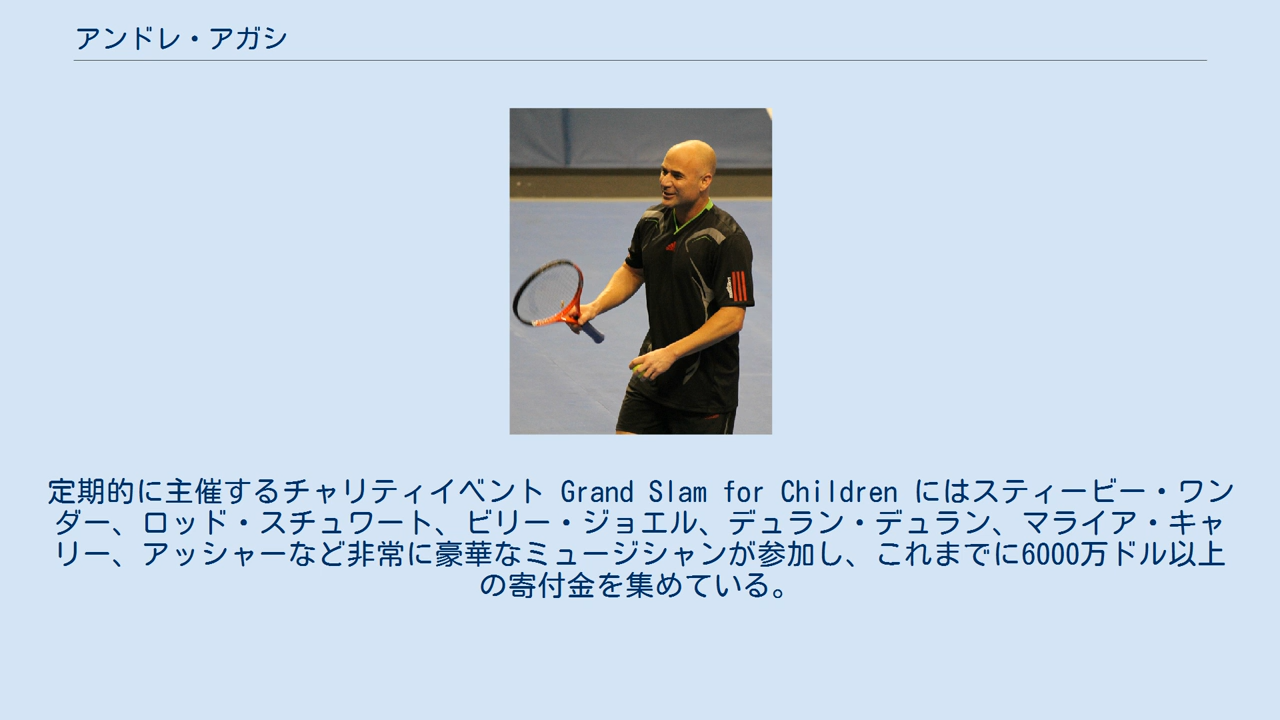 アンドレ・アガシ
定期的に主催するチャリティイベント Grand Slam for Children にはスティービー・ワン
ダー、ロッド・スチュワート、ビリー・ジョエル、デュラン・デュラン、マライア・キャ
リー、アッシャーなど非常に豪華なミュージシャンが参加し、これまでに6000万ドル以上
の寄付金を集めている。